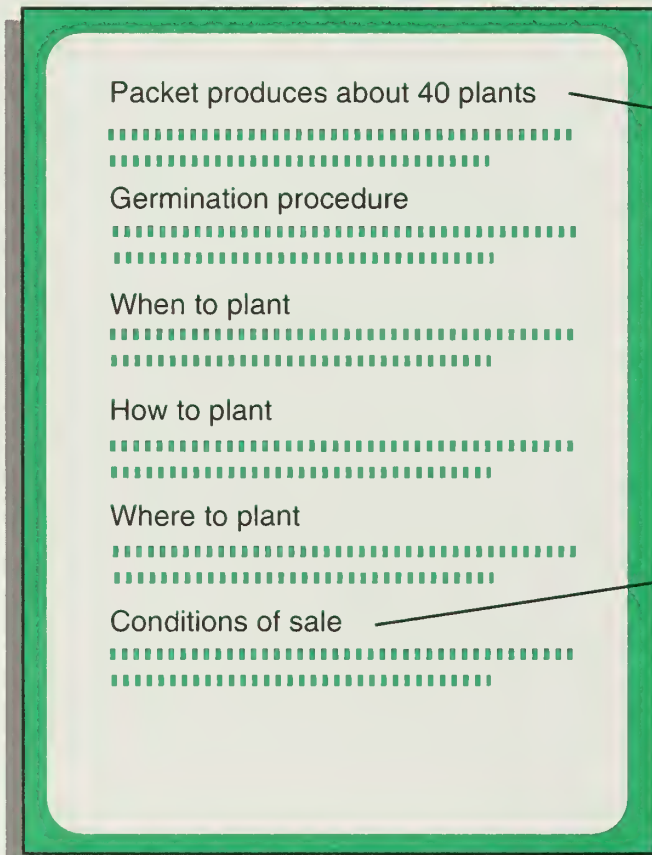 Packet produces about 40 plants
Germination procedure
When to plant
How to plant
Where to plant
Conditions of sale